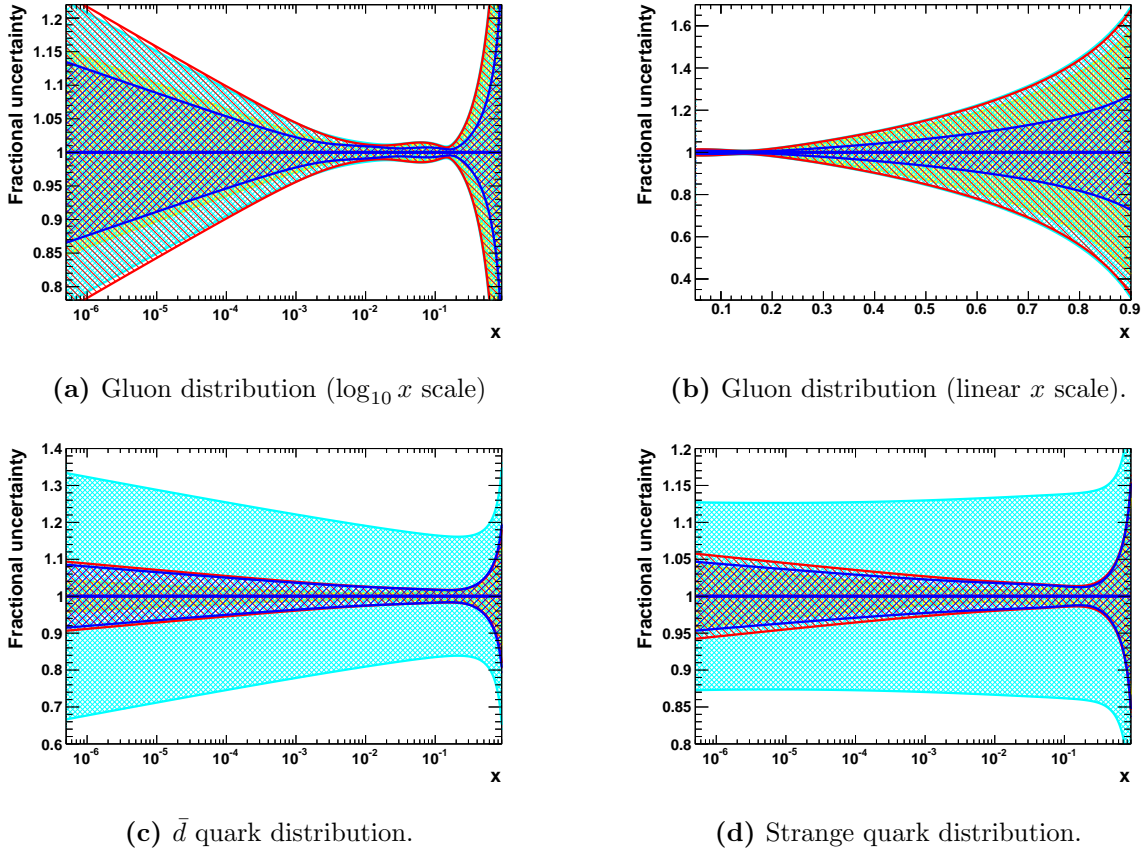 Fractional uncertainty
1.2
1.15
1.1
1.05
1
0.95
0.9
0.85
0.8
10⁻⁶ 10⁻⁵ 10⁻⁴ 10⁻³ 10⁻² 10⁻¹
x
(a) Gluon distribution (log₁₀ x scale)
Fractional uncertainty
1.6
1.4
1.2
1
0.8
0.6
0.4
0.1 0.2 0.3 0.4 0.5 0.6 0.7 0.8 0.9
x
(b) Gluon distribution (linear x scale).
Fractional uncertainty
1.4
1.3
1.2
1.1
1
0.9
0.8
0.7
0.6
10⁻⁶ 10⁻⁵ 10⁻⁴ 10⁻³ 10⁻² 10⁻¹
x
(c) d̄ quark distribution.
Fractional uncertainty
1.2
1.15
1.1
1.05
1
0.95
0.9
0.85
0.8
10⁻⁶ 10⁻⁵ 10⁻⁴ 10⁻³ 10⁻² 10⁻¹
x
(d) Strange quark distribution.